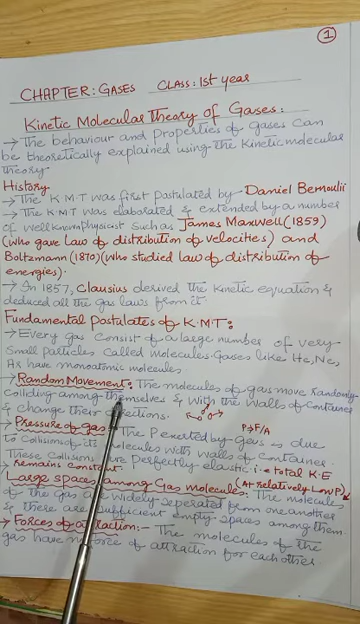 1
CHAPTER: GASES CLASS: 1st year
Kinetic Molecular Theory of Gases:
→ The behaviour and properties of gases can
be theoretically explained using the Kinetic molecular
theory.
History
→ The K.M.T was first postulated by - Daniel Bernoulii
→ The K.M.T was elaborated & extended by a number
of well known physicist such as James Maxwell (1859)
(who gave Law of distribution of velocities) and
Boltzmann (1870) (who studied law of distribution of
energies).
→ In 1857, Clausius derived the kinetic equation &
deduced all the gas laws from it.
Fundamental postulates of K.M.T:
→ Every gas consist of a large number of very
small particles called molecules. Gases like He, Ne,
Ar have monoatomic molecules.
→ Random Movement: The molecules of gas move Randomly
colliding among themselves & with the walls of container
& change their directions.
→ Pressure of Gas The P exerted by Gas is due P→F/A
to Collision of its molecules with walls of container.
These Collisions are perfectly elastic i.e total K.E
remains constant
Large spaces among Gas molecules: (At relatively Low P)
The molecules
of the gas are widely seperated from one another
& there are sufficient empty spaces among them.
→ Forces of attraction:- The molecules of the
gas have no force of attraction for each other